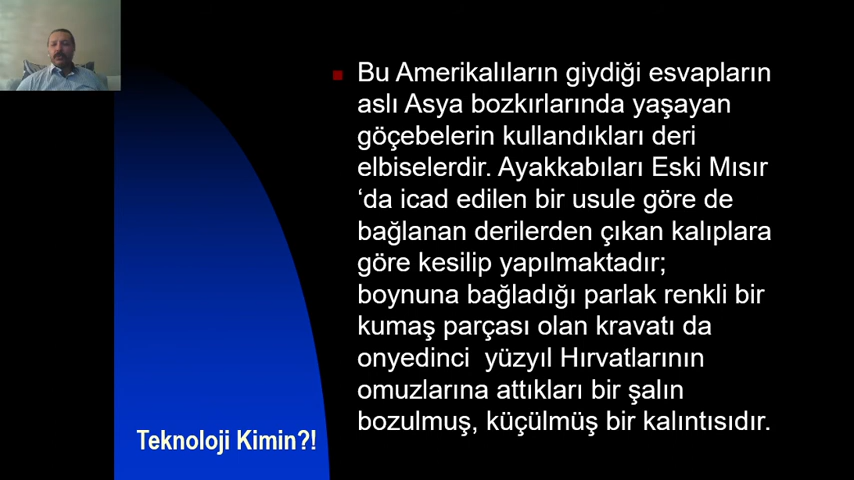 Bu Amerikalıların giydiği esvapların
aslı Asya bozkırlarında yaşayan
göçebelerin kullandıkları deri
elbiselerdir. Ayakkabıları Eski Mısır
‘da icad edilen bir usule göre de
bağlanan derilerden çıkan kalıplara
göre kesilip yapılmaktadır;
boynuna bağladığı parlak renkli bir
kumaş parçası olan kravatı da
onyedinci  yüzyıl Hırvatlarının
omuzlarına attıkları bir şalın
bozulmuş, küçülmüş bir kalıntısıdır.
Teknoloji Kimin?!